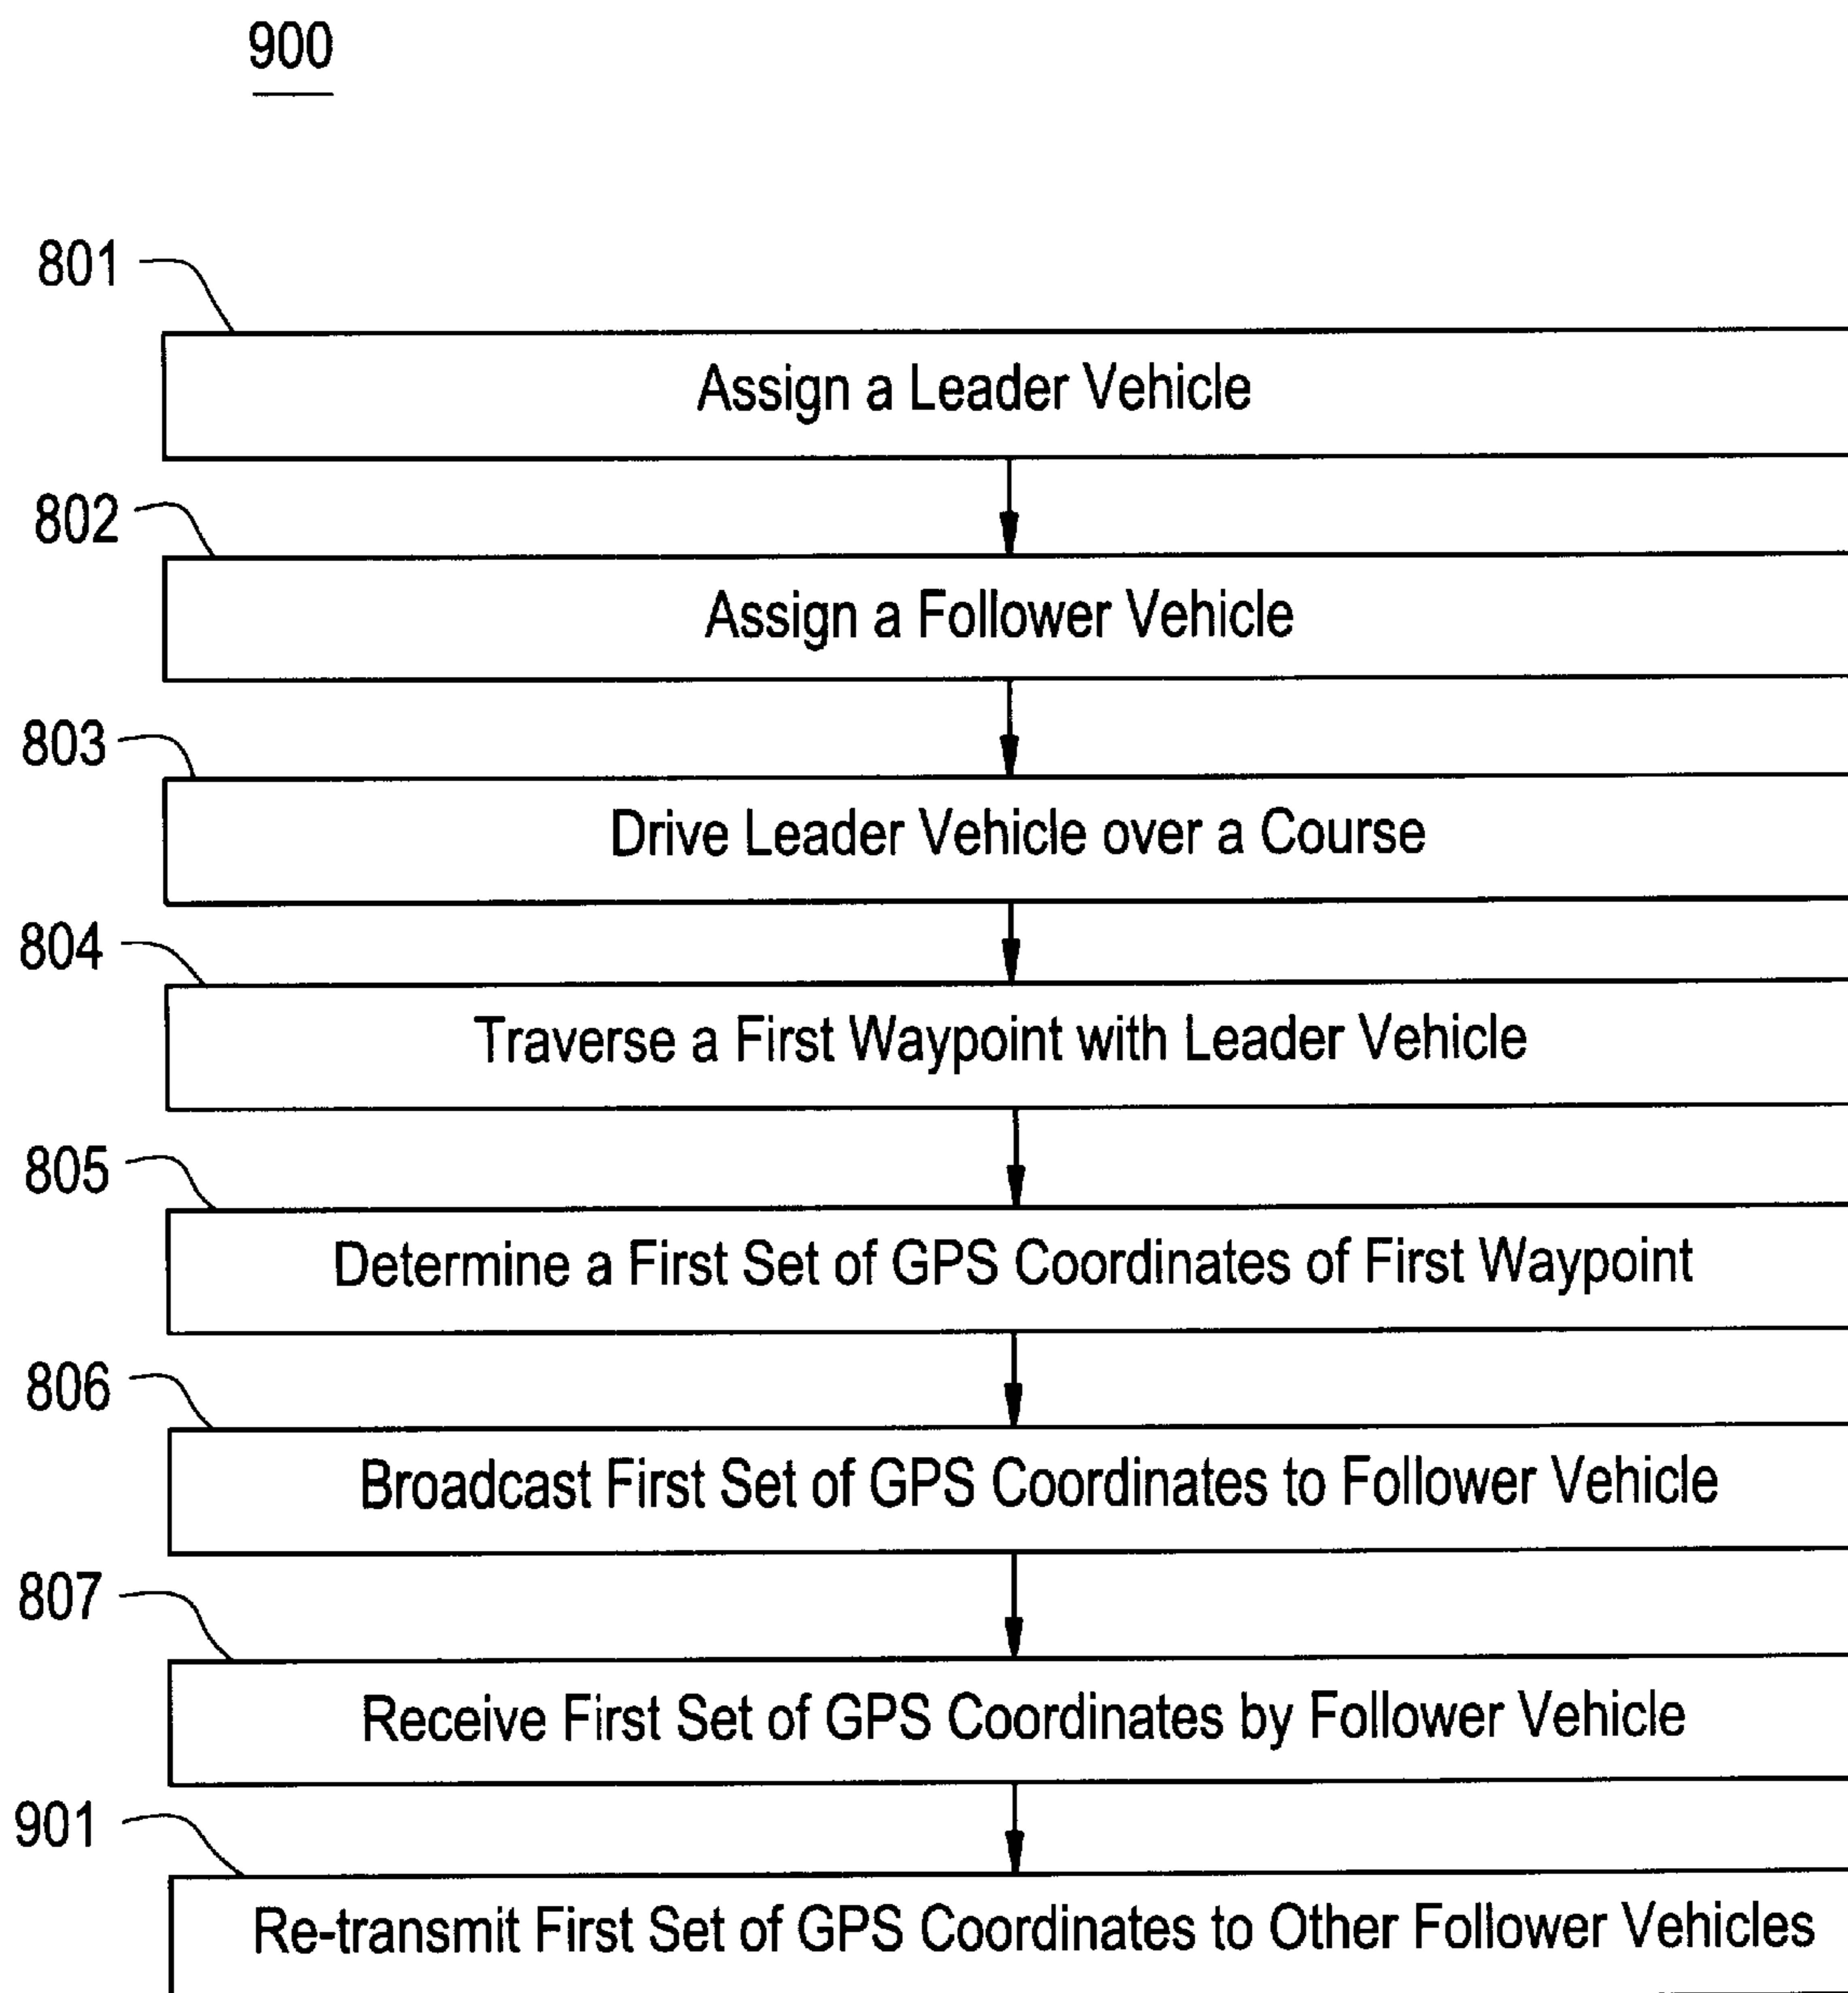 900
801
Assign a Leader Vehicle
802
Assign a Follower Vehicle
803
Drive Leader Vehicle over a Course
804
Traverse a First Waypoint with Leader Vehicle
805
Determine a First Set of GPS Coordinates of First Waypoint
806
Broadcast First Set of GPS Coordinates to Follower Vehicle
807
Receive First Set of GPS Coordinates by Follower Vehicle
901
Re-transmit First Set of GPS Coordinates to Other Follower Vehicles